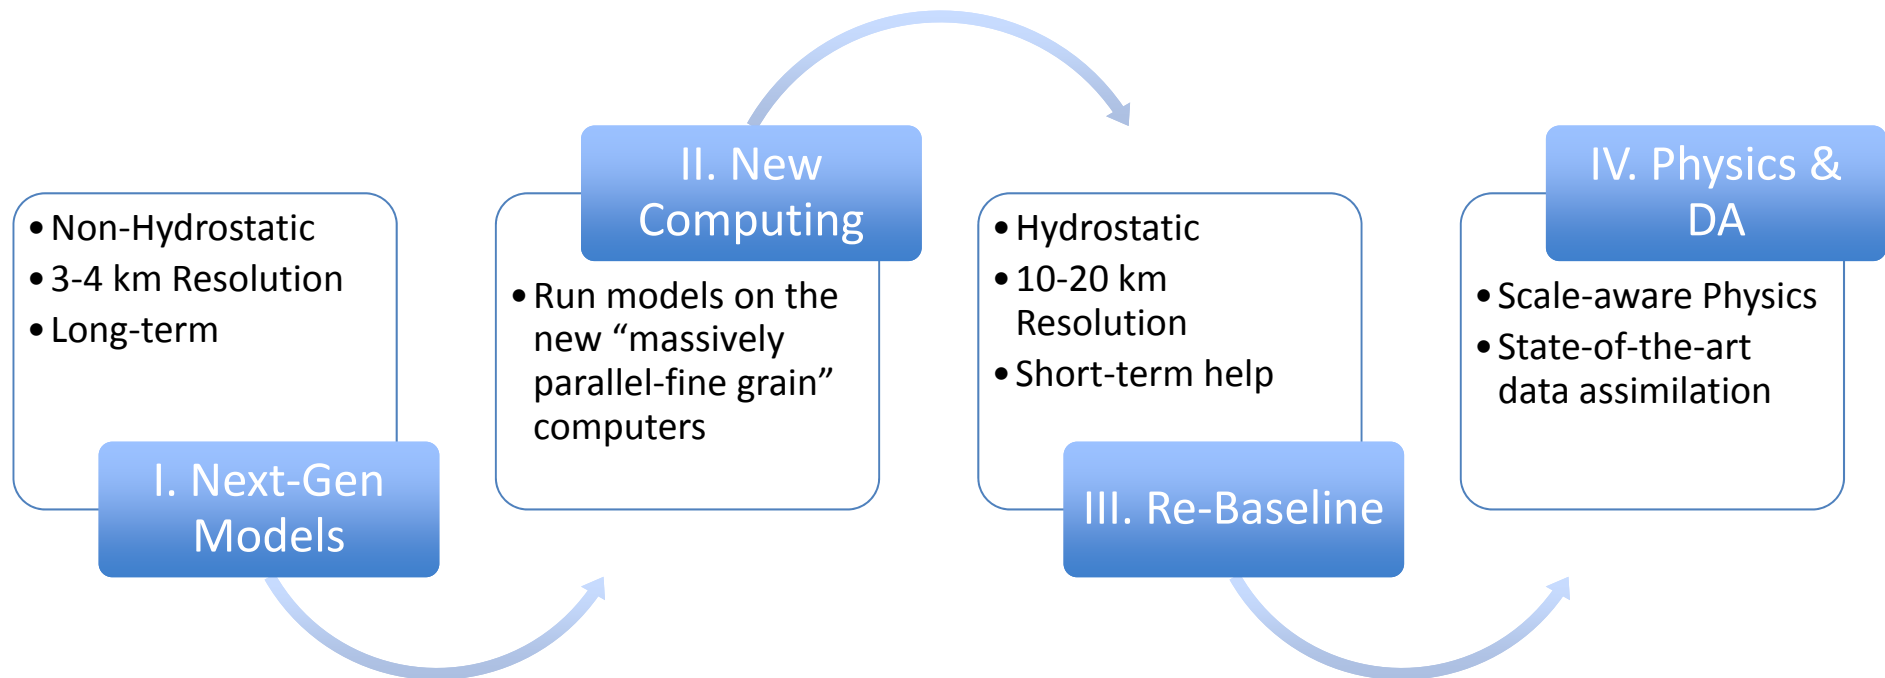 • Non-Hydrostatic
• 3-4 km Resolution
• Long-term
I. Next-Gen
Models
II. New
Computing
• Run models on the
new “massively
parallel-fine grain”
computers
• Hydrostatic
• 10-20 km
Resolution
• Short-term help
III. Re-Baseline
IV. Physics &
DA
• Scale-aware Physics
• State-of-the-art
data assimilation